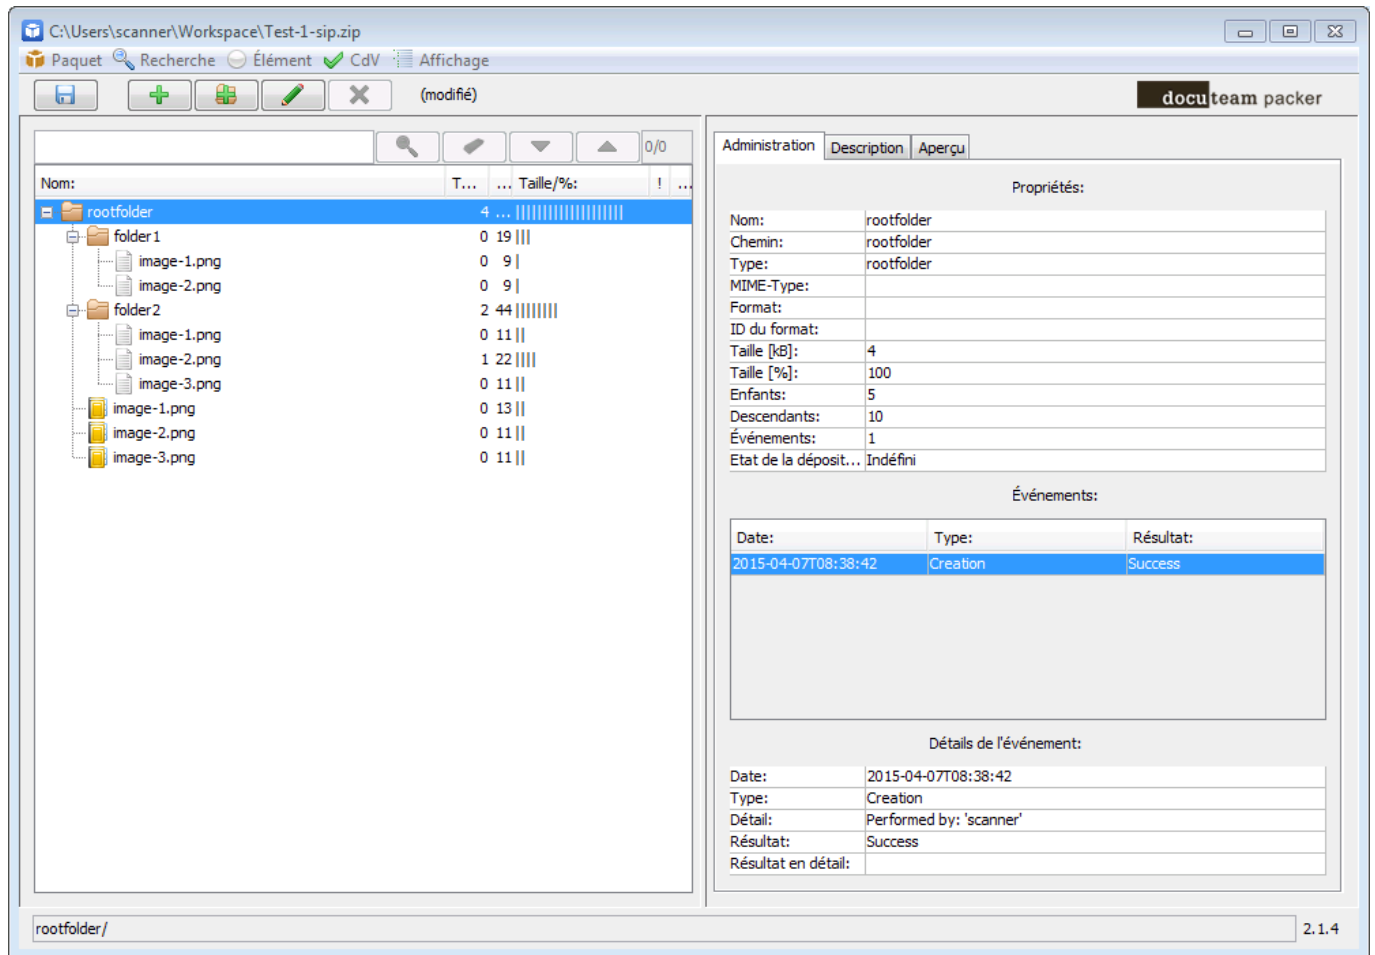 C:\Users\scanner\Workspace\Test-1-sip.zip
Paquet Recherche Élément CdV Affichage
(modifié)
docuteam packer
0/0
Nom: T... ... Taille/%: ! ...
rootfolder 4 ...
folder1 0 19
image-1.png 0 9
image-2.png 0 9
folder2 2 44
image-1.png 0 11
image-2.png 1 22
image-3.png 0 11
image-1.png 0 13
image-2.png 0 11
image-3.png 0 11
Administration Description Aperçu
Propriétés:
Nom: rootfolder
Chemin: rootfolder
Type: rootfolder
MIME-Type:
Format:
ID du format:
Taille [kB]: 4
Taille [%]: 100
Enfants: 5
Descendants: 10
Événements: 1
Etat de la déposit... Indéfini
Événements:
Date: Type: Résultat:
2015-04-07T08:38:42 Creation Success
Détails de l'événement:
Date: 2015-04-07T08:38:42
Type: Creation
Détail: Performed by: 'scanner'
Résultat: Success
Résultat en détail:
rootfolder/
2.1.4